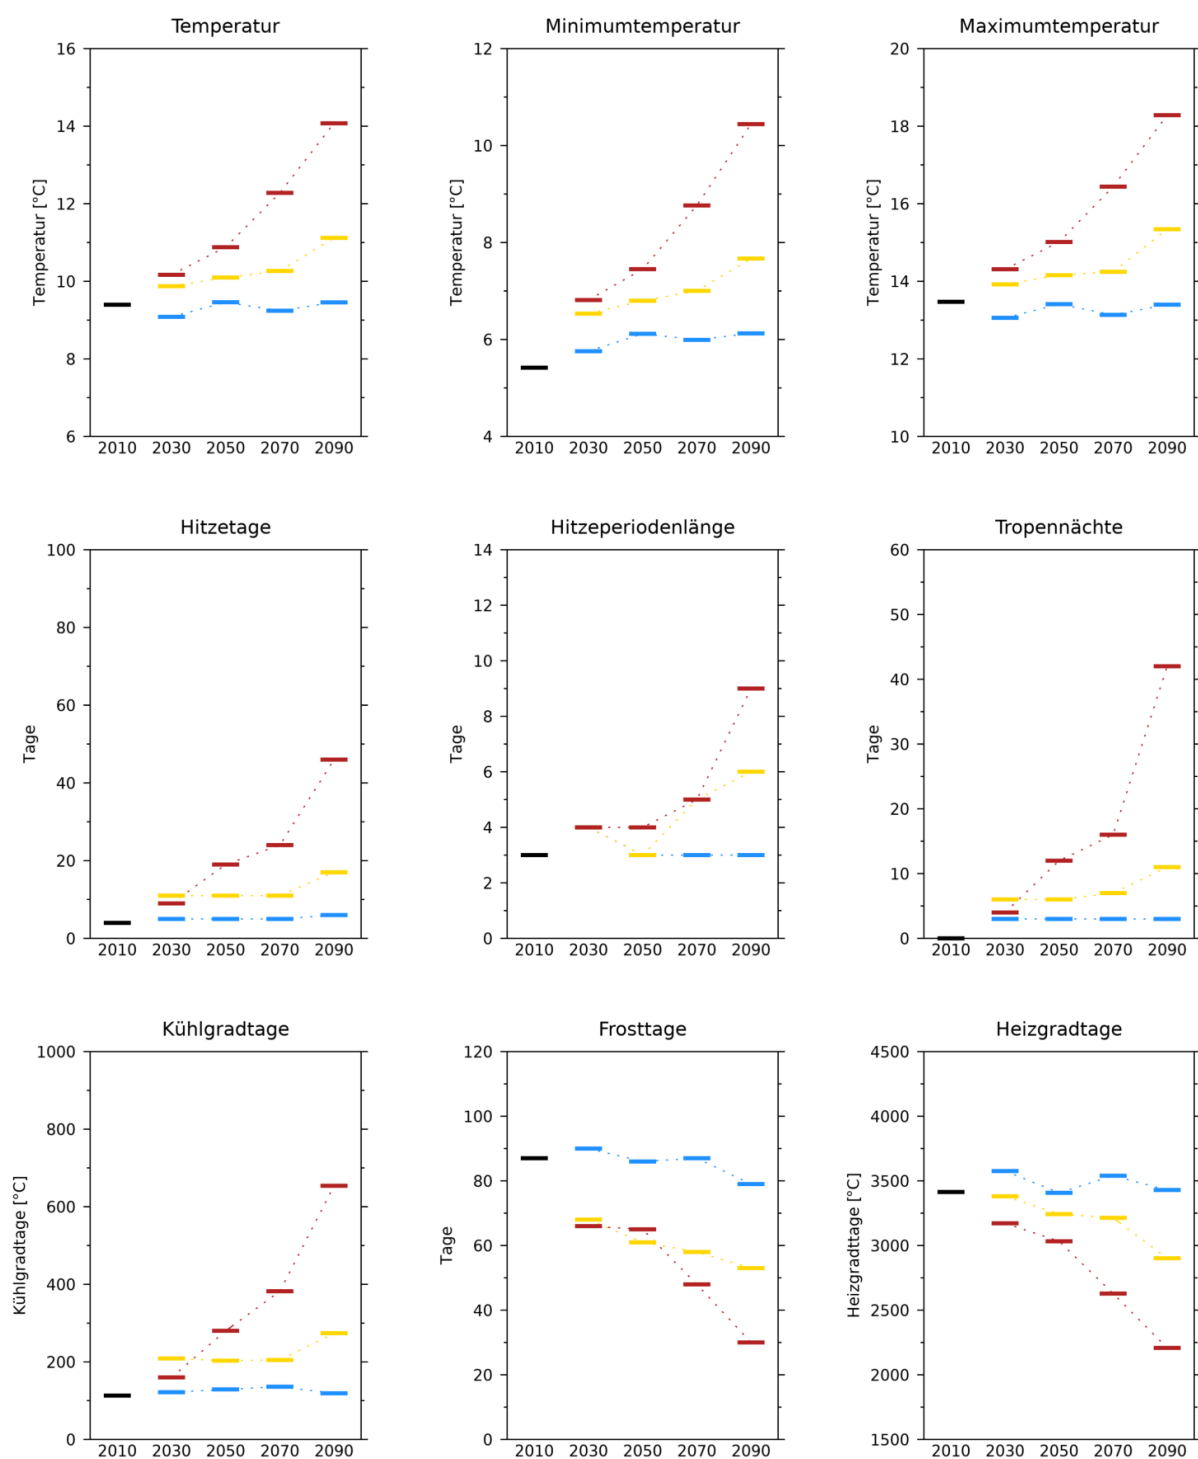 Temperatur
Minimumtemperatur
Maximumtemperatur
16
14
12
10
8
6
Temperatur [°C]
2010 2030 2050 2070 2090
12
10
8
6
4
Temperatur [°C]
2010 2030 2050 2070 2090
20
18
16
14
12
10
Temperatur [°C]
2010 2030 2050 2070 2090
Hitzetage
Hitzeperiodenlänge
Tropennächte
100
80
60
40
20
0
Tage
2010 2030 2050 2070 2090
14
12
10
8
6
4
2
0
Tage
2010 2030 2050 2070 2090
60
50
40
30
20
10
0
Tage
2010 2030 2050 2070 2090
Kühlgradtage
Frosttage
Heizgradtage
1000
800
600
400
200
0
Kühlgradtage [°C]
2010 2030 2050 2070 2090
120
100
80
60
40
20
0
Tage
2010 2030 2050 2070 2090
4500
4000
3500
3000
2500
2000
1500
Heizgradttage [°C]
2010 2030 2050 2070 2090